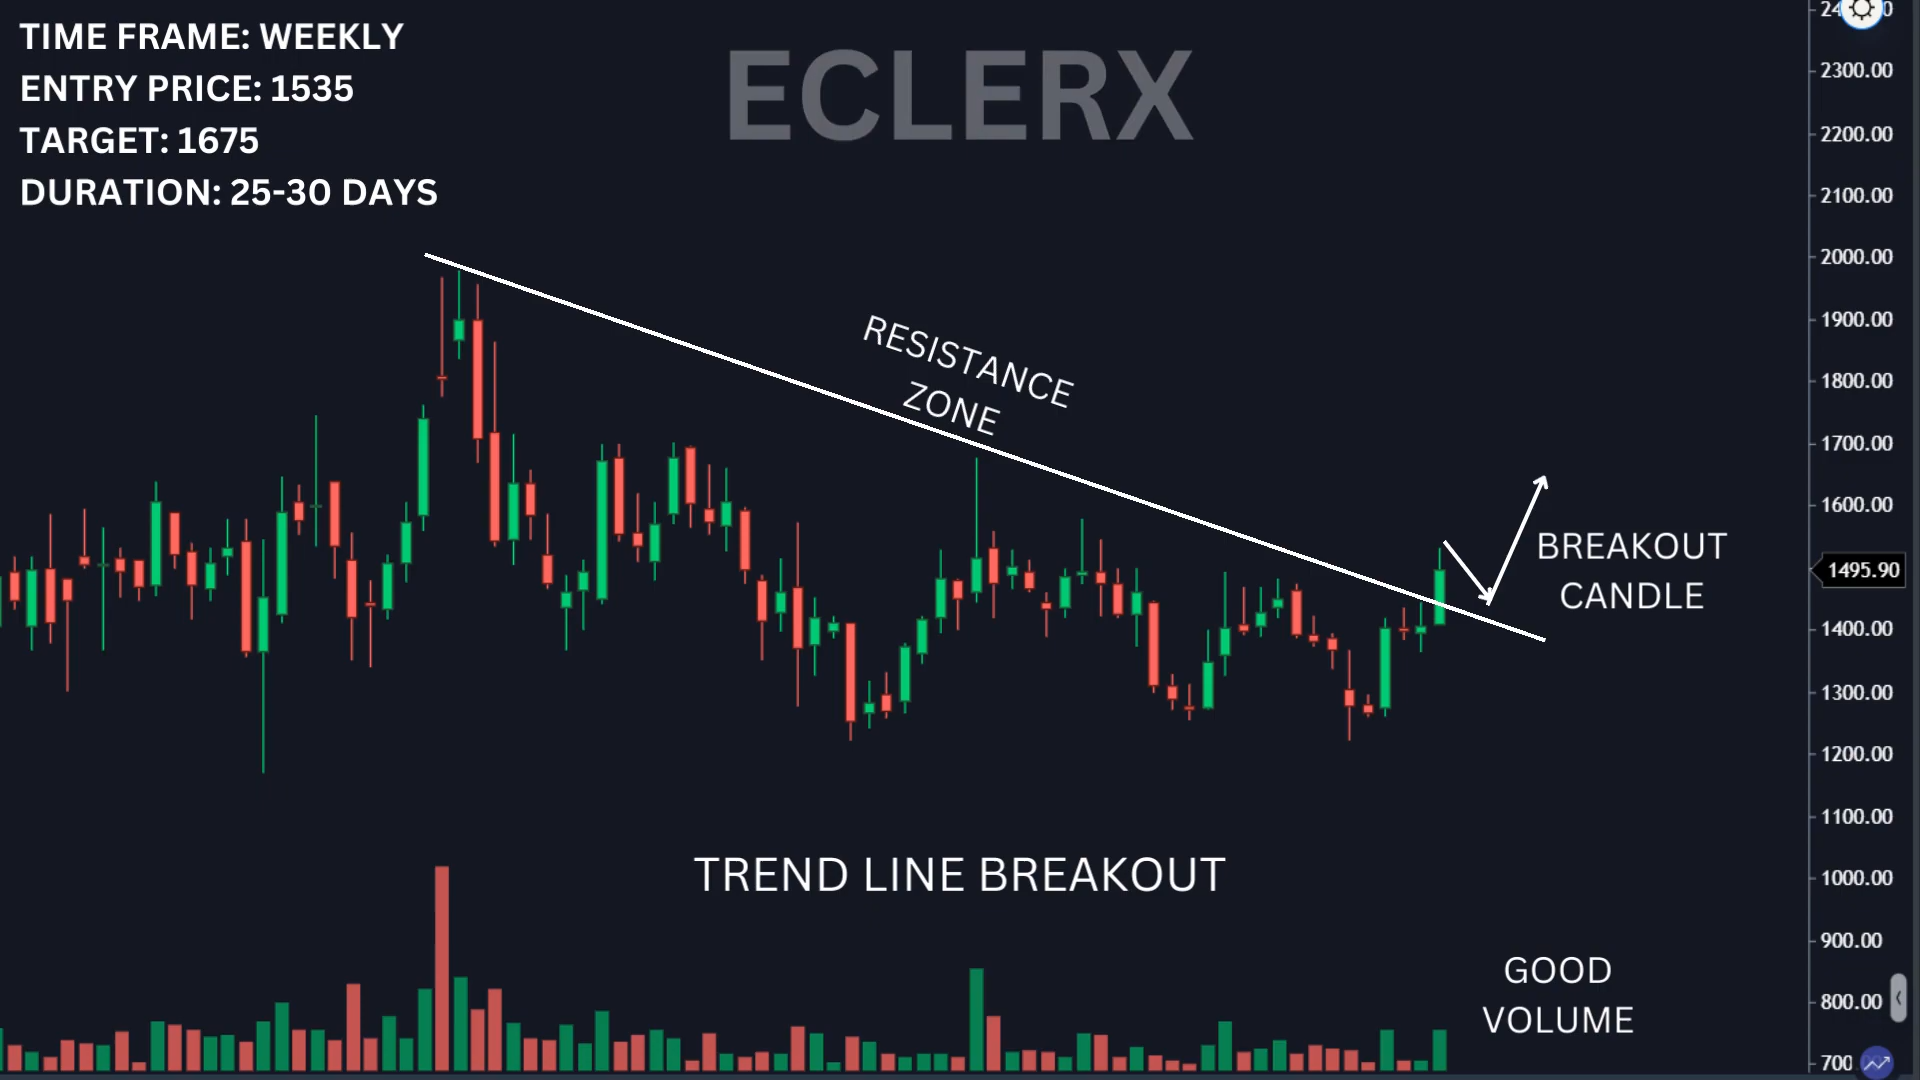 TIME FRAME: WEEKLY
ENTRY PRICE: 1535
TARGET: 1675
DURATION: 25-30 DAYS
ECLERX
RESISTANCE
ZONE
BREAKOUT
CANDLE
TREND LINE BREAKOUT
GOOD
VOLUME
2300.00
2200.00
2100.00
2000.00
1900.00
1800.00
1700.00
1600.00
1495.90
1400.00
1300.00
1200.00
1100.00
1000.00
900.00
800.00
700